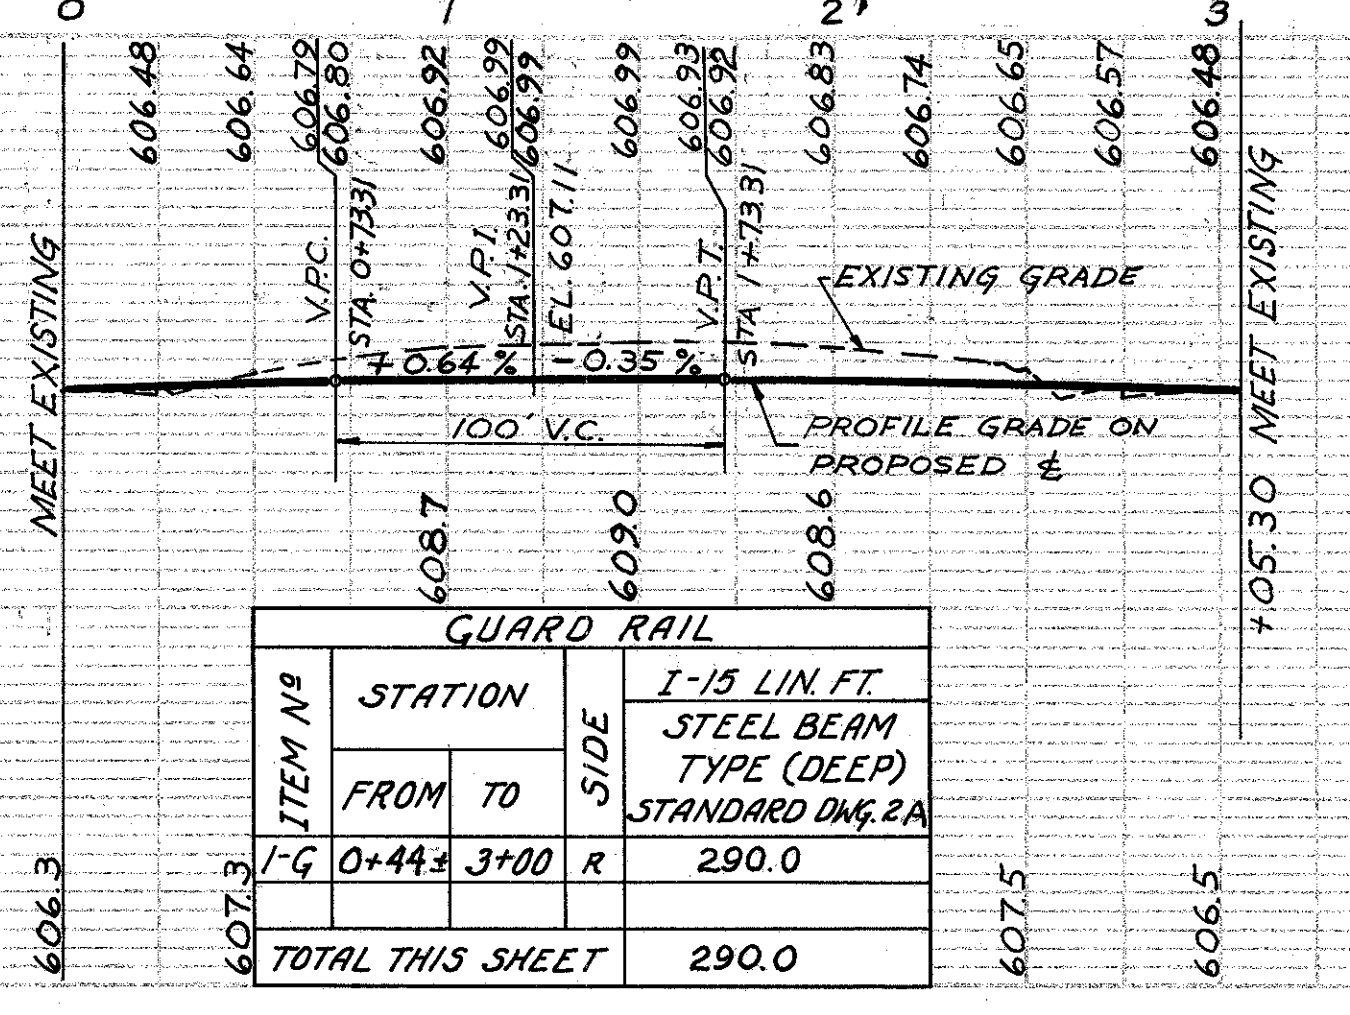 0
1
2
3
606.48
606.64
606.79
606.80
606.92
606.99
606.99
606.99
606.93
606.92
606.83
606.74
606.65
606.57
606.48
MEET EXISTING
V.P.C.
STA. 0+73.31
V.P.I.
STA. 1+23.31
EL. 607.11
V.P.T.
STA 1+73.31
EXISTING GRADE
MEET EXISTING
+05.30
+0.64 %
-0.35 %
100' V.C.
PROFILE GRADE ON
PROPOSED ℄
608.7
609.0
608.6
GUARD RAIL
ITEM Nº
STATION
SIDE
I-15 LIN. FT.
STEEL BEAM
TYPE (DEEP)
STANDARD DWG. 2A
FROM
TO
1-G 0+44± 3+00 R 290.0
TOTAL THIS SHEET 290.0
606.3
607.3
607.5
606.5